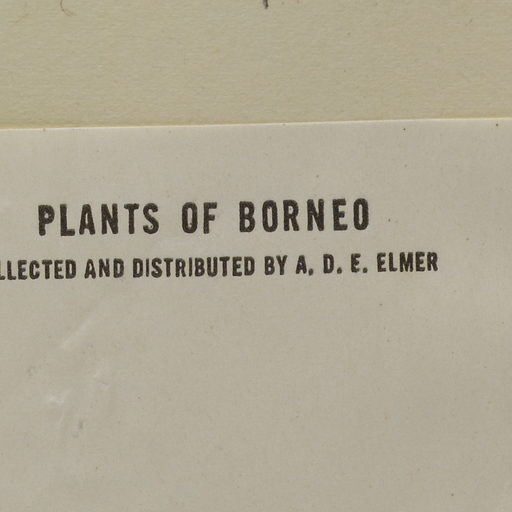 PLANTS OF BORNEO
LLECTED AND DISTRIBUTED BY A. D. E. ELMER